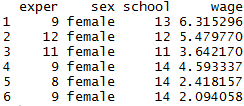 exper sex school wage
1 9 female 13 6.315296
2 12 female 12 5.479770
3 11 female 11 3.642170
4 9 female 14 4.593337
5 8 female 14 2.418157
6 9 female 14 2.094058